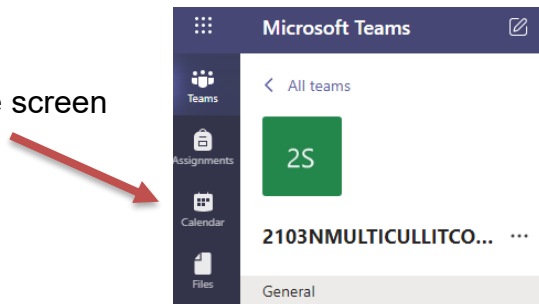 Microsoft Teams
Teams
All teams
screen
Assignments
2S
Calendar
2103NMULTICULLITCO... ...
Files
General